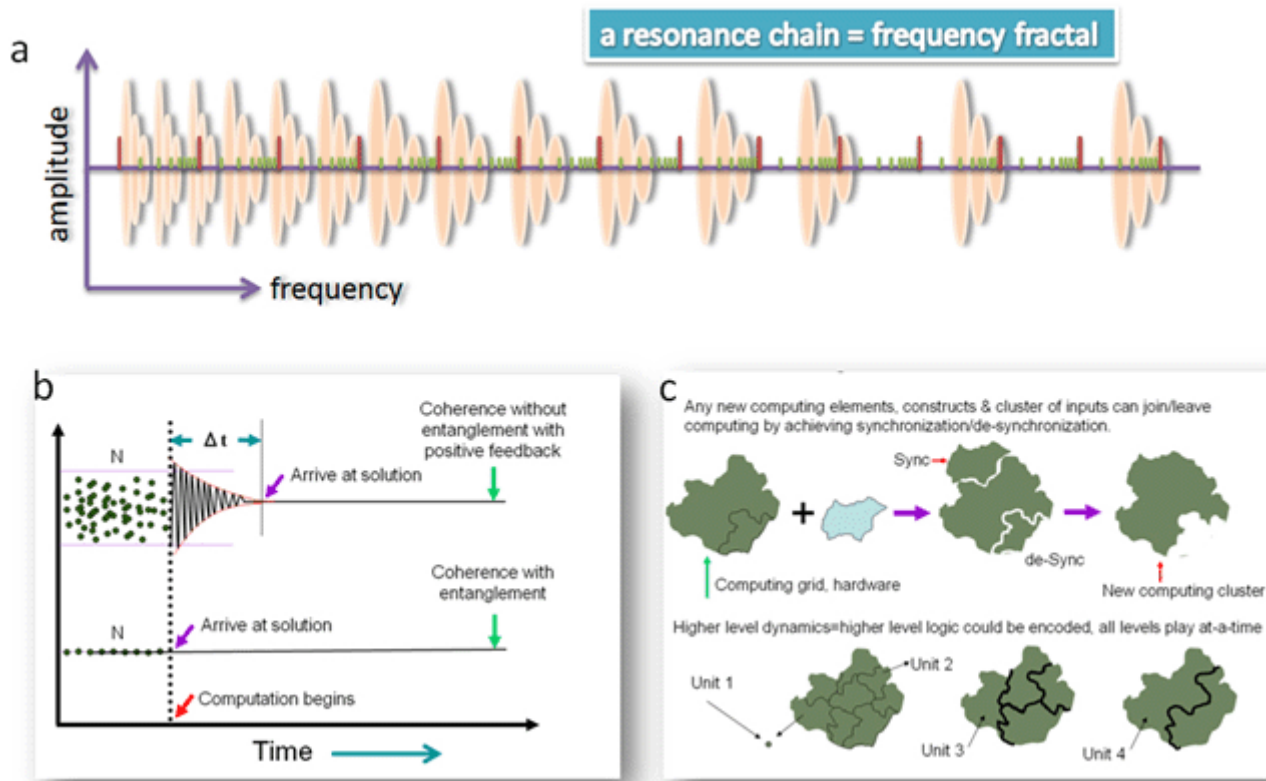 a
a resonance chain = frequency fractal
amplitude
frequency
b
N
Δ t
Coherence without
entanglement with
positive feedback
Arrive at solution
Coherence with
entanglement
N
Arrive at solution
Computation begins
Time
c
Any new computing elements, constructs & cluster of inputs can join/leave
computing by achieving synchronization/de-synchronization.
Sync
+
de-Sync
Computing grid, hardware
New computing cluster
Higher level dynamics=higher level logic could be encoded, all levels play at-a-time
Unit 1
Unit 2
Unit 3
Unit 4